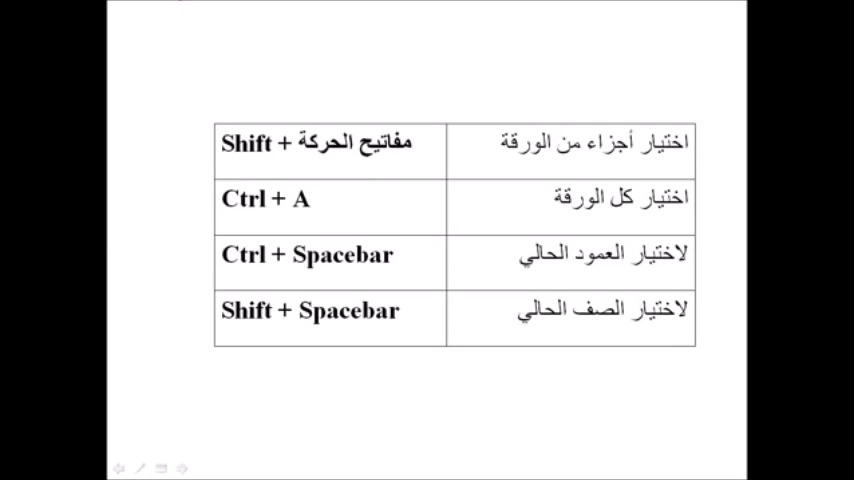 اختيار أجزاء من الورقة
Shift + مفاتيح الحركة
اختيار كل الورقة
Ctrl + A
لاختيار العمود الحالي
Ctrl + Spacebar
لاختيار الصف الحالي
Shift + Spacebar